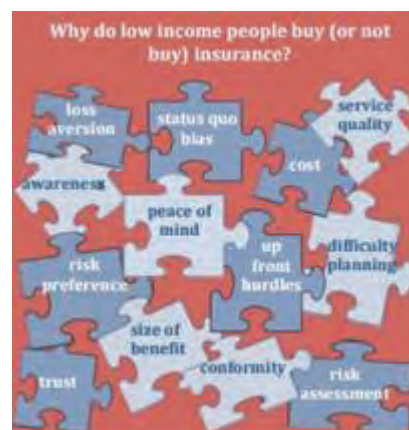 Why do low income people buy (or not
buy) insurance?
loss
aversion
status quo
bias
service
quality
cost
awareness
peace of
mind
up
front
hurdles
difficulty
planning
risk
preference
size of
benefit
conformity
trust
risk
assessment